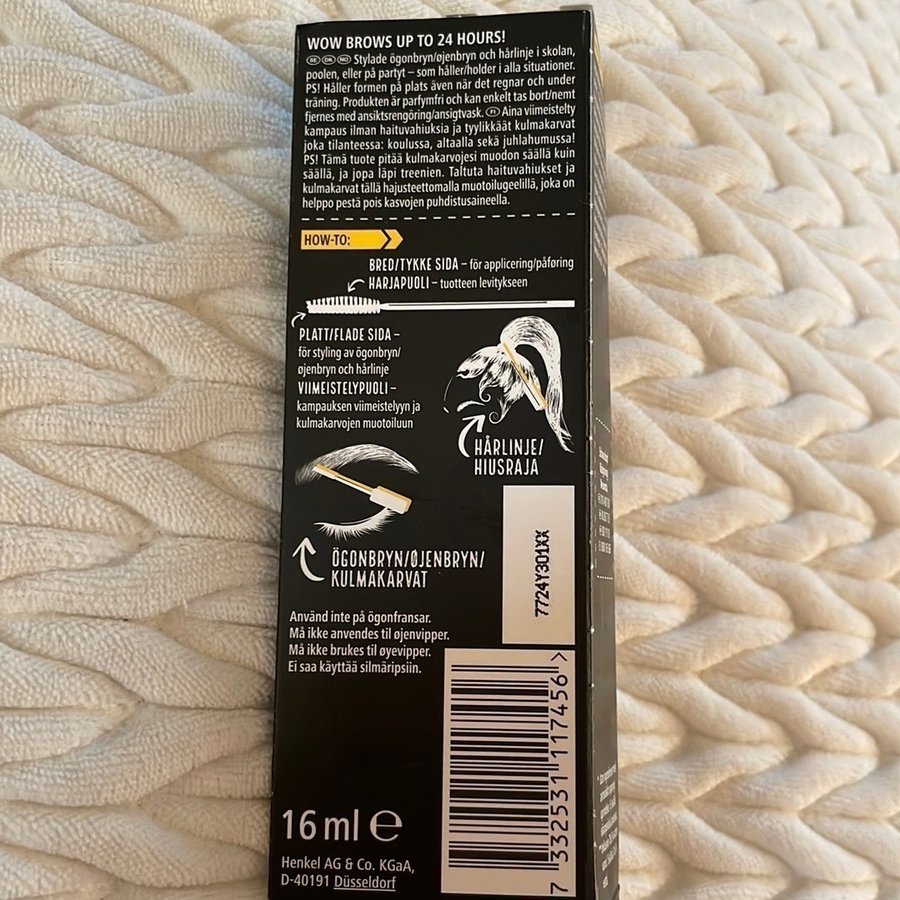 WOW BROWS UP TO 24 HOURS!
SE DK NO Stylade ögonbryn/øjenbryn och hårlinje i skolan,
poolen, eller på partyt – som håller/holder i alla situationer.
PS! Håller formen på plats även när det regnar och under
träning. Produkten är parfymfri och kan enkelt tas bort/nemt
fjernes med ansiktsrengöring/ansigtvask. FI Aina viimeistelty
kampaus ilman haituvahiuksia ja tyylikkäät kulmakarvat
joka tilanteessa: koulussa, altaalla sekä juhlahumussa!
PS! Tämä tuote pitää kulmakarvojesi muodon säällä kuin
säällä, ja jopa läpi treenien. Taltuta haituvahiukset ja
kulmakarvat tällä hajusteettomalla muotoilugeelillä, joka on
helppo pestä pois kasvojen puhdistusaineella.
HOW-TO:
BRED/TYKKE SIDA – för applicering/påføring
HARJAPUOLI – tuotteen levitykseen
PLATT/FLADE SIDA –
för styling av ögonbryn/
øjenbryn och hårlinje
VIIMEISTELYPUOLI –
kampauksen viimeistelyyn ja
kulmakarvojen muotoiluun
HÅRLINJE/
HIUSRAJA
ÖGONBRYN/ØJENBRYN/
KULMAKARVAT
7724Y301XX
Använd inte på ögonfransar.
Må ikke anvendes til øjenvipper.
Må ikke brukes til øyevipper.
Ei saa käyttää silmäripsiin.
7 332531 117456 >
16 ml e
Henkel AG & Co. KGaA,
D-40191 Düsseldorf